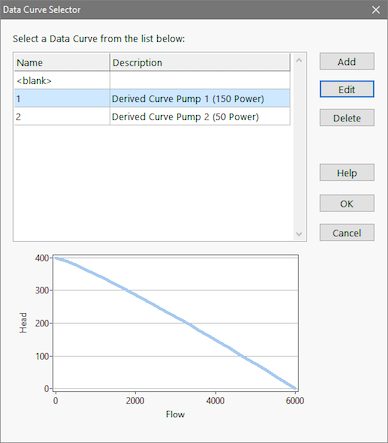 Data Curve Selector
Select a Data Curve from the list below:
Name Description
<blank>
1 Derived Curve Pump 1 (150 Power)
2 Derived Curve Pump 2 (50 Power)
Add
Edit
Delete
Help
OK
Cancel
400
300
200
100
0
Head
0 2000 4000 6000
Flow